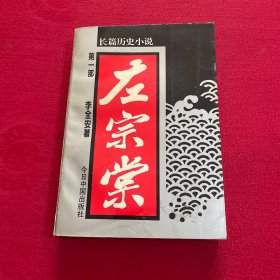 长篇历史小说
第一部
左宗棠
李全安著
今日中国出版社